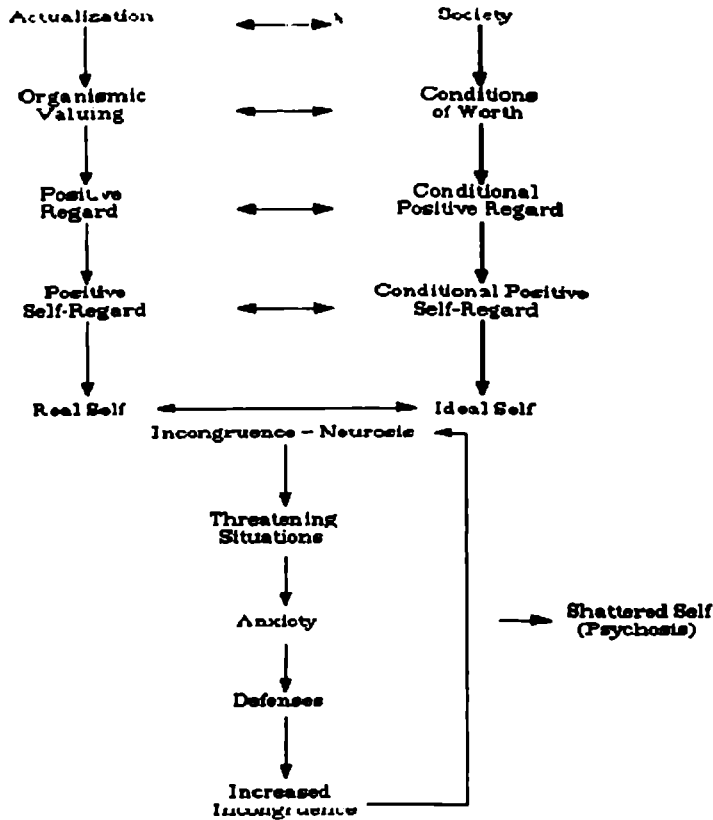 Actualization
Society
Organismic
Valuing
Conditions
of Worth
Positive
Regard
Conditional
Positive Regard
Positive
Self-Regard
Conditional Positive
Self-Regard
Real Self
Ideal Self
Incongruence – Neurosis
Threatening
Situations
Anxiety
Shattered Self
(Psychosis)
Defenses
Increased
Incongruence